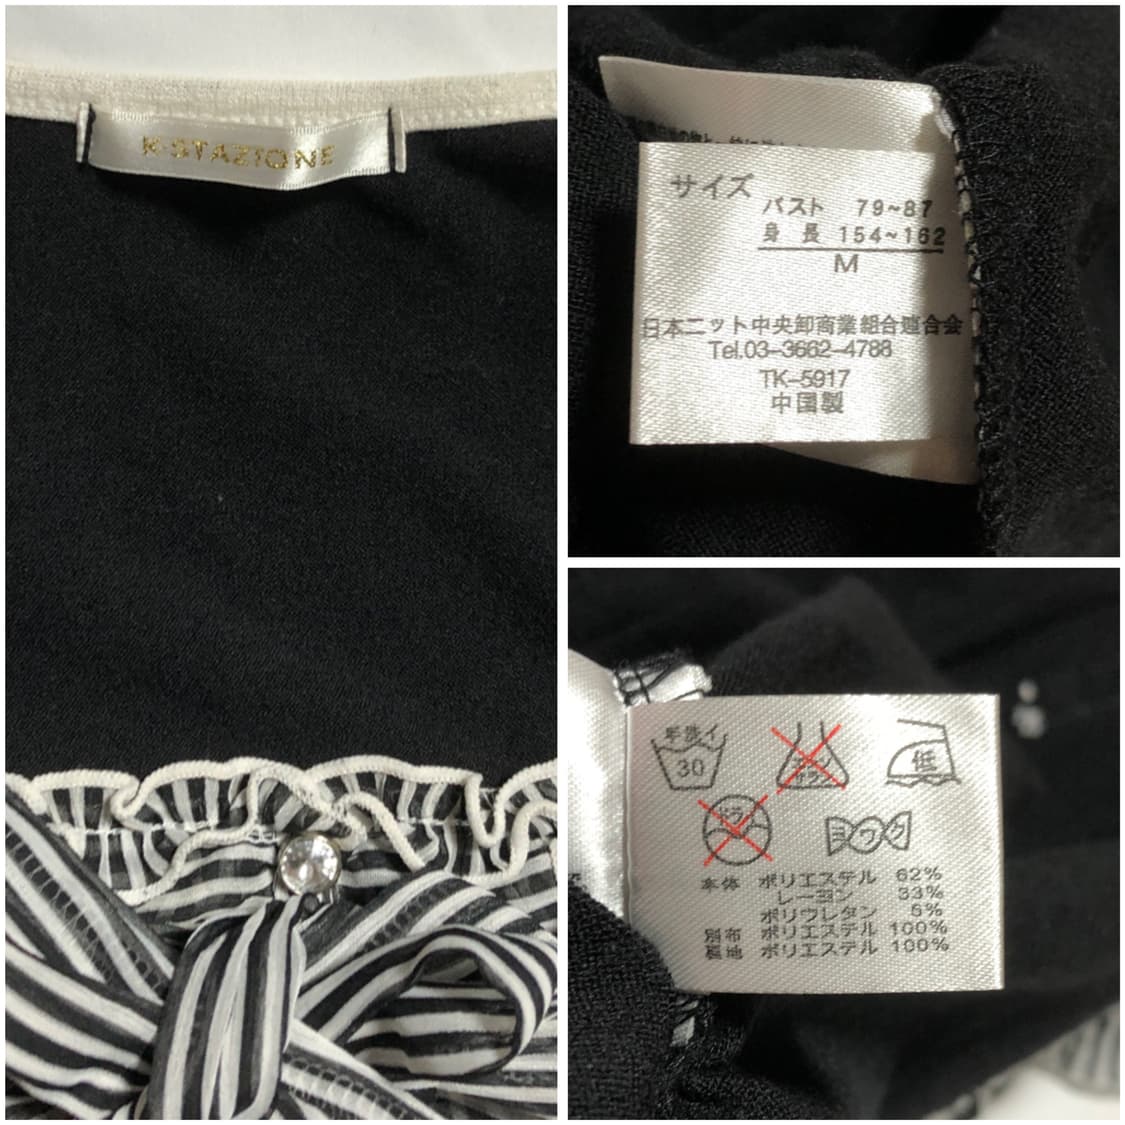 K-STAZIONE
サイズ
バスト 79~87
身長 154~162
M
日本ニット中央卸商業組合連合会
Tel.03-3662-4788
TK-5917
中国製
手洗イ
30
低
ヨワク
本体 ポリエステル 62%
レーヨン 33%
ポリウレタン 5%
別布 ポリエステル 100%
裏地 ポリエステル 100%